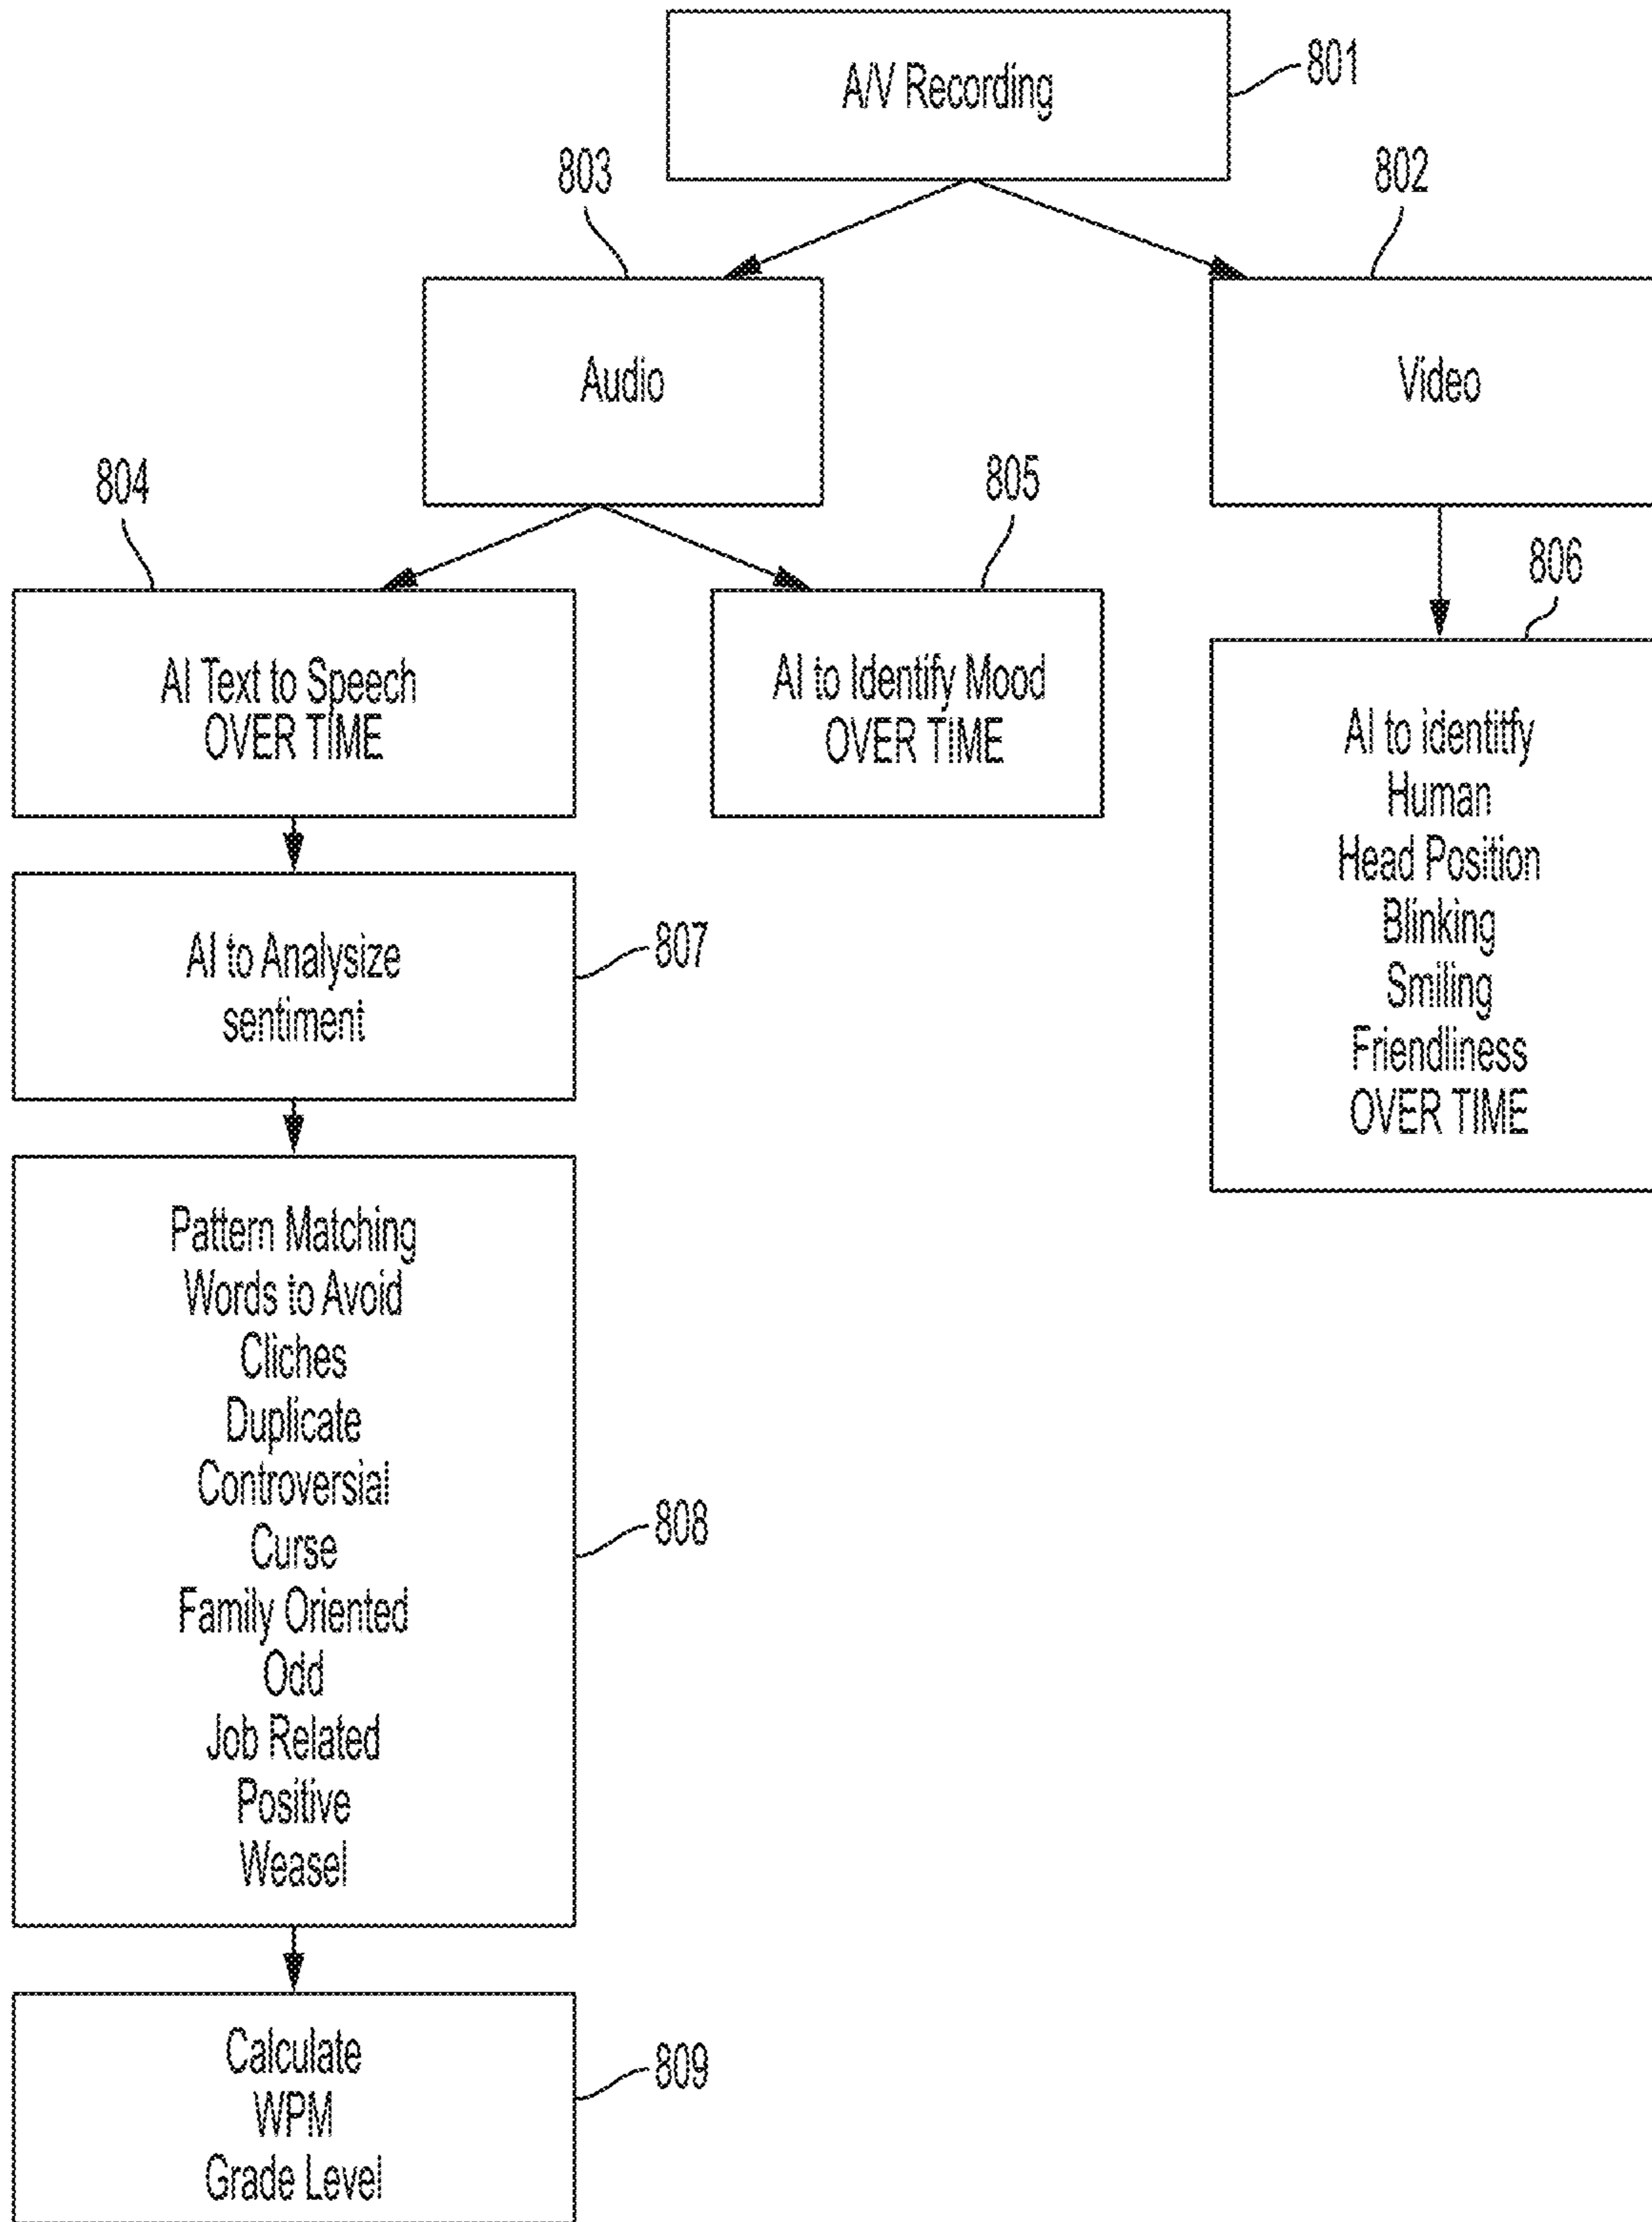 A/V Recording
801
803
802
Audio
Video
804
805
806
AI Text to Speech
OVER TIME
AI to Identify Mood
OVER TIME
AI to identitfy
Human
Head Position
Blinking
Smiling
Friendliness
OVER TIME
AI to Analysize
sentiment
807
Pattern Matching
Words to Avoid
Cliches
Duplicate
Controversial
Curse
Family Oriented
Odd
Job Related
Positive
Weasel
808
Calculate
WPM
Grade Level
809